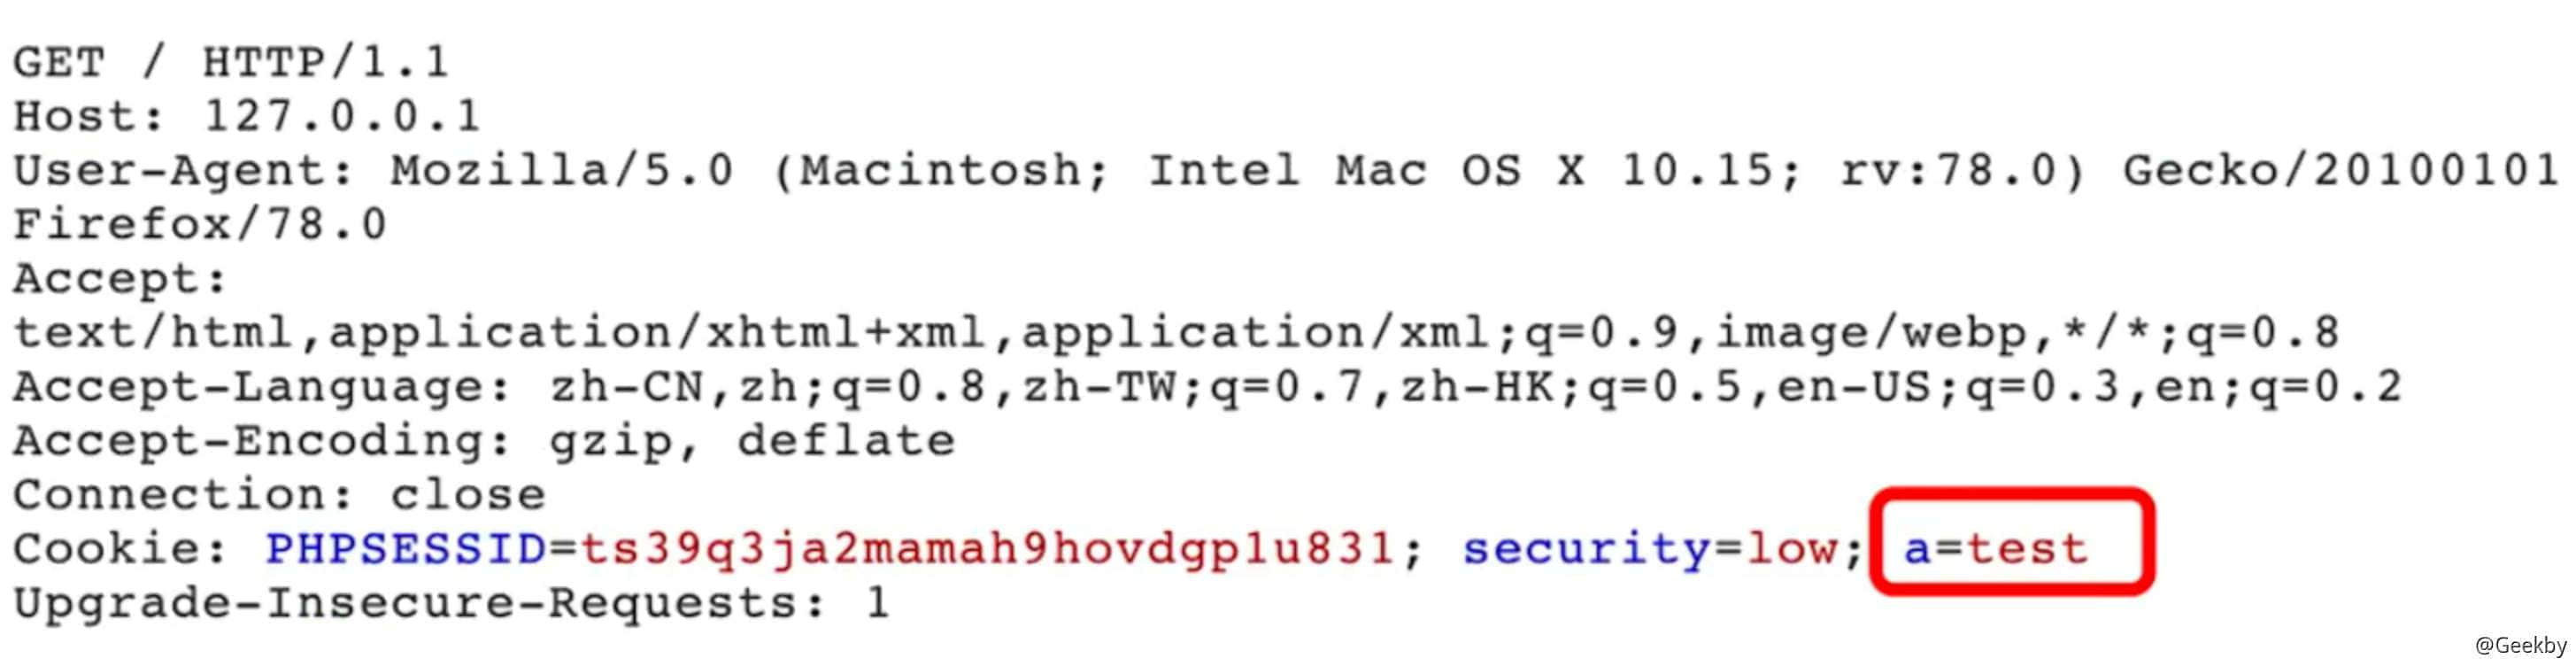 GET / HTTP/1.1
Host: 127.0.0.1
User-Agent: Mozilla/5.0 (Macintosh; Intel Mac OS X 10.15; rv:78.0) Gecko/20100101
Firefox/78.0
Accept:
text/html,application/xhtml+xml,application/xml;q=0.9,image/webp,*/*;q=0.8
Accept-Language: zh-CN,zh;q=0.8,zh-TW;q=0.7,zh-HK;q=0.5,en-US;q=0.3,en;q=0.2
Accept-Encoding: gzip, deflate
Connection: close
Cookie: PHPSESSID=ts39q3ja2mamah9hovdgp1u831; security=low; a=test
Upgrade-Insecure-Requests: 1
@Geekby